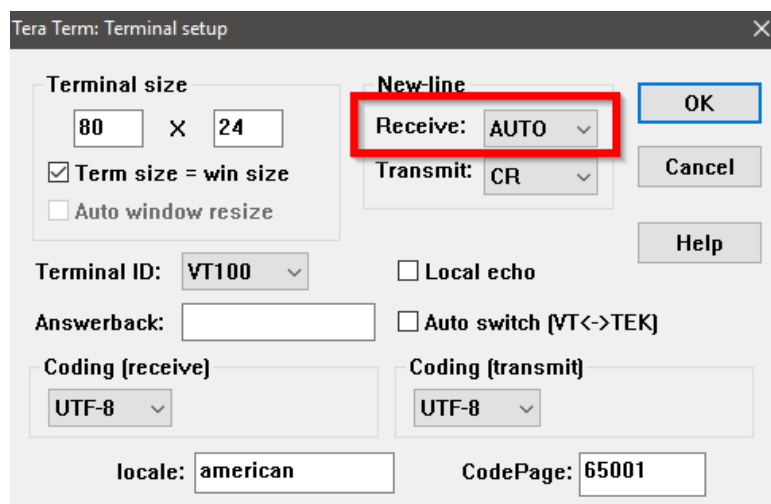 Tera Term: Terminal setup
Terminal size
80 X 24
Term size = win size
Auto window resize
New-line
Receive: AUTO
Transmit: CR
OK
Cancel
Help
Terminal ID: VT100
Local echo
Answerback:
Auto switch (VT<->TEK)
Coding (receive)
UTF-8
Coding (transmit)
UTF-8
locale: american
CodePage: 65001